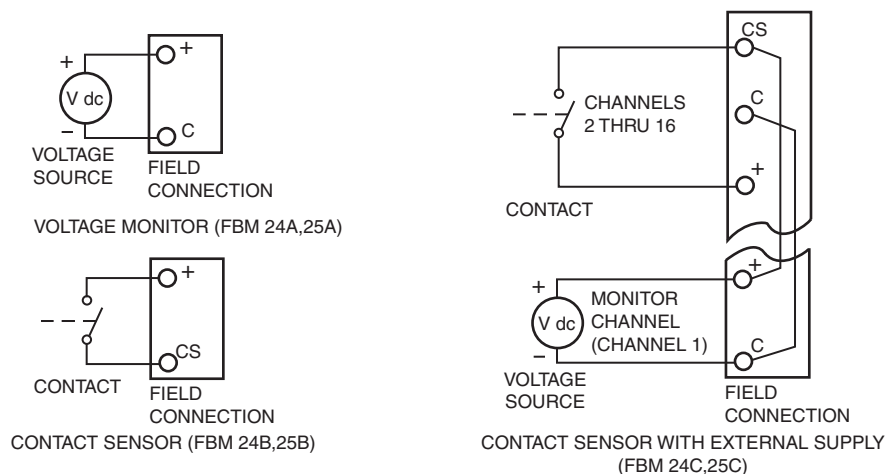 +
+
V dc
–
C
VOLTAGE
SOURCE
FIELD
CONNECTION
VOLTAGE MONITOR (FBM 24A,25A)
+
CS
CONTACT
FIELD
CONNECTION
CONTACT SENSOR (FBM 24B,25B)
CS
CHANNELS
2 THRU 16
C
+
CONTACT
+
+
V dc
MONITOR
CHANNEL
(CHANNEL 1)
–
C
VOLTAGE
SOURCE
FIELD
CONNECTION
CONTACT SENSOR WITH EXTERNAL SUPPLY
(FBM 24C,25C)